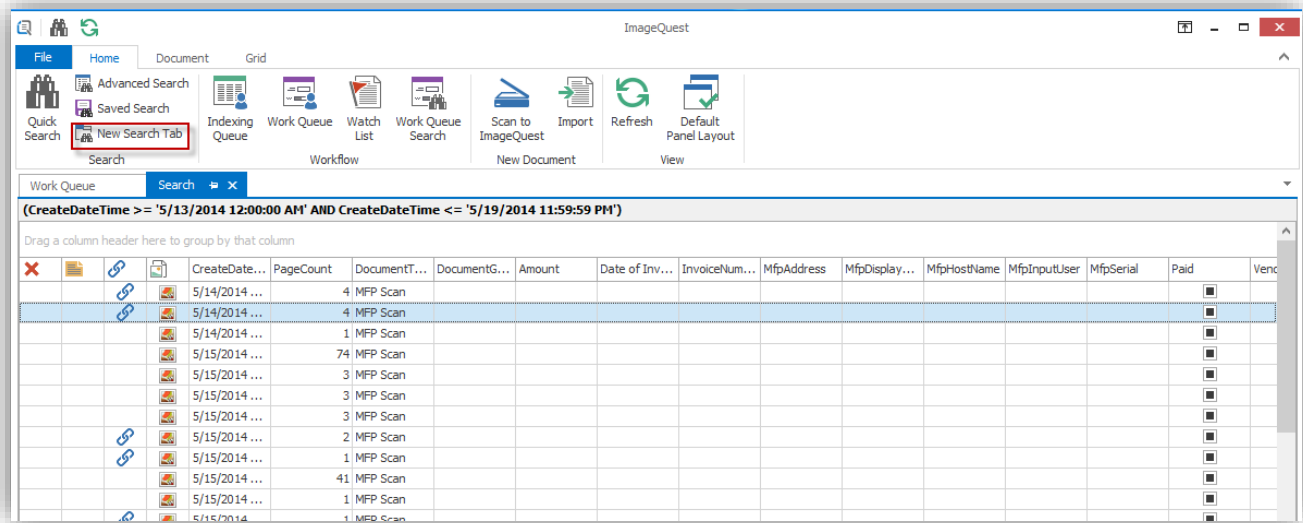 ImageQuest
File Home Document Grid
Quick Search
Advanced Search
Saved Search
New Search Tab
Indexing Queue
Work Queue
Watch List
Work Queue Search
Scan to ImageQuest
Import
Refresh
Default Panel Layout
Search Workflow New Document View
Work Queue Search
(CreateDateTime >= '5/13/2014 12:00:00 AM' AND CreateDateTime <= '5/19/2014 11:59:59 PM')
Drag a column header here to group by that column
CreateDate... PageCount DocumentT... DocumentG... Amount Date of Inv... InvoiceNum... MfpAddress MfpDisplay... MfpHostName MfpInputUser MfpSerial Paid Venc
5/14/2014 ... 4 MFP Scan
5/14/2014 ... 4 MFP Scan
5/14/2014 ... 1 MFP Scan
5/15/2014 ... 74 MFP Scan
5/15/2014 ... 3 MFP Scan
5/15/2014 ... 3 MFP Scan
5/15/2014 ... 3 MFP Scan
5/15/2014 ... 2 MFP Scan
5/15/2014 ... 1 MFP Scan
5/15/2014 ... 41 MFP Scan
5/15/2014 ... 1 MFP Scan
5/15/2014 ... 1 MFP Scan